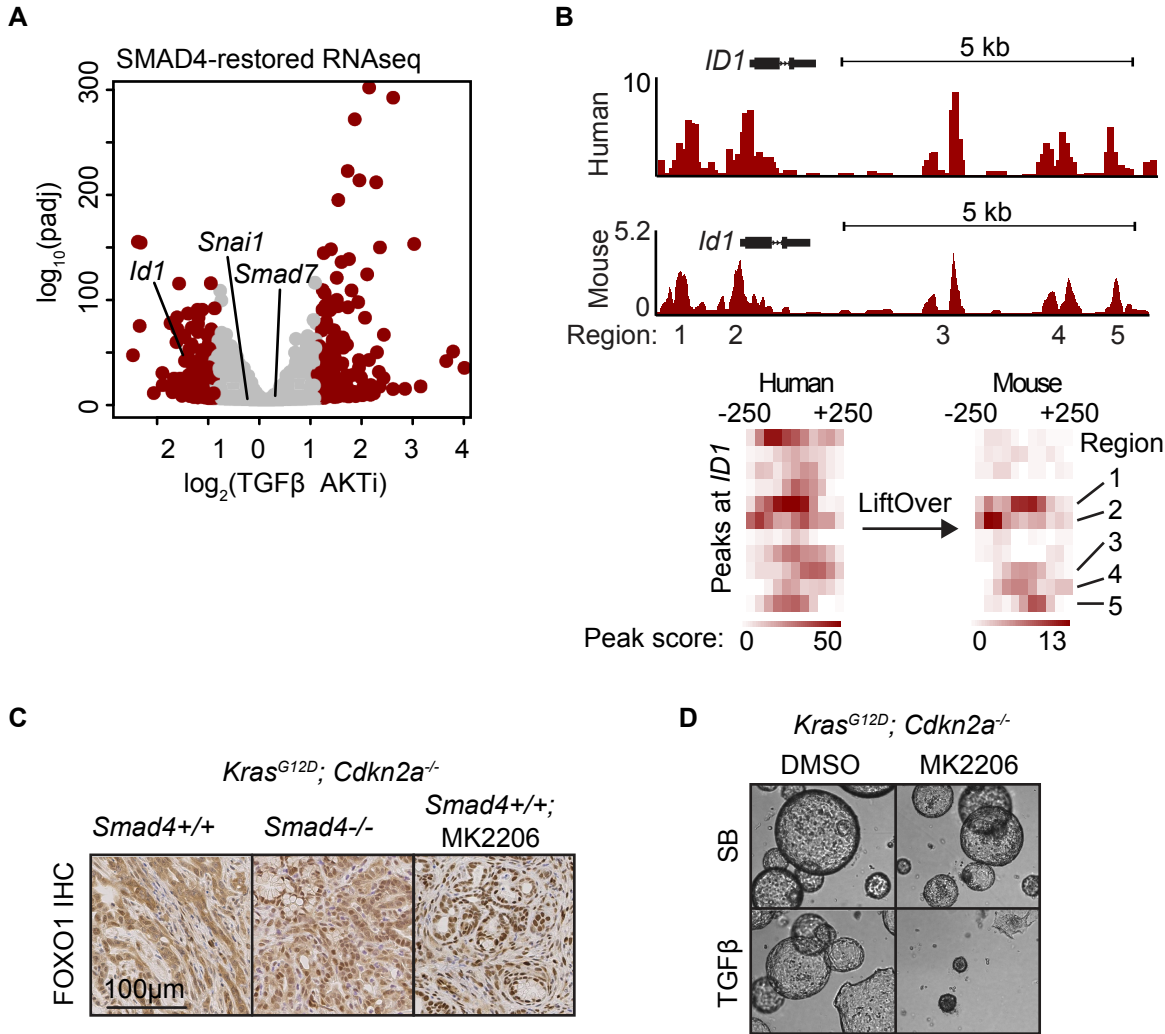 A
SMAD4-restored RNAseq
300
200
100
0
log10(padj)
Id1
Snai1
Smad7
2 1 0 1 2 3 4
log2(TGFβ AKTi)
B
ID1
5 kb
10
Human
5.2
0
Mouse
Id1
5 kb
Region: 1 2 3 4 5
Human
-250 +250
Mouse
-250 +250
Peaks at ID1
LiftOver
Region
1
2
3
4
5
Peak score: 0 50
0 13
C
KrasG12D; Cdkn2a-/-
Smad4+/+
Smad4-/-
Smad4+/+;
MK2206
FOXO1 IHC
100μm
D
KrasG12D; Cdkn2a-/-
DMSO MK2206
SB
TGFβ